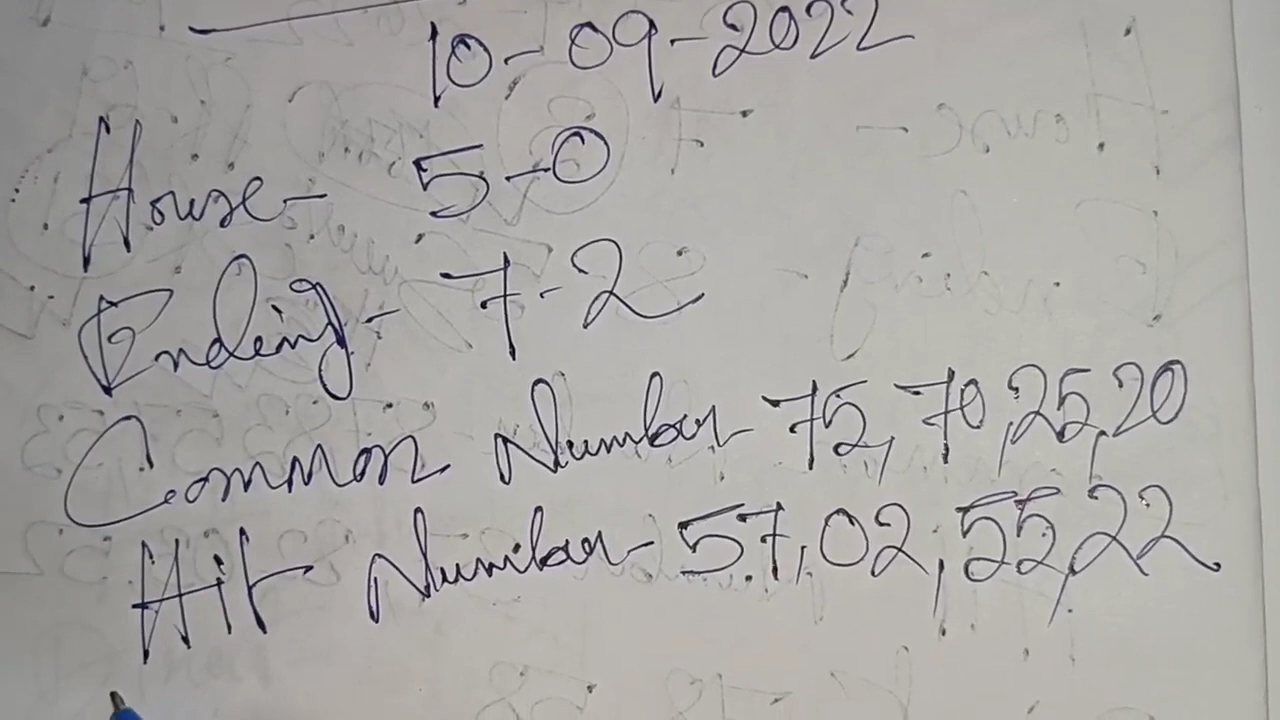 10-09-2022
House- 5-0
Ending- 7-2
Common Number- 75,70,25,20
Hit Number- 57,02,55,22